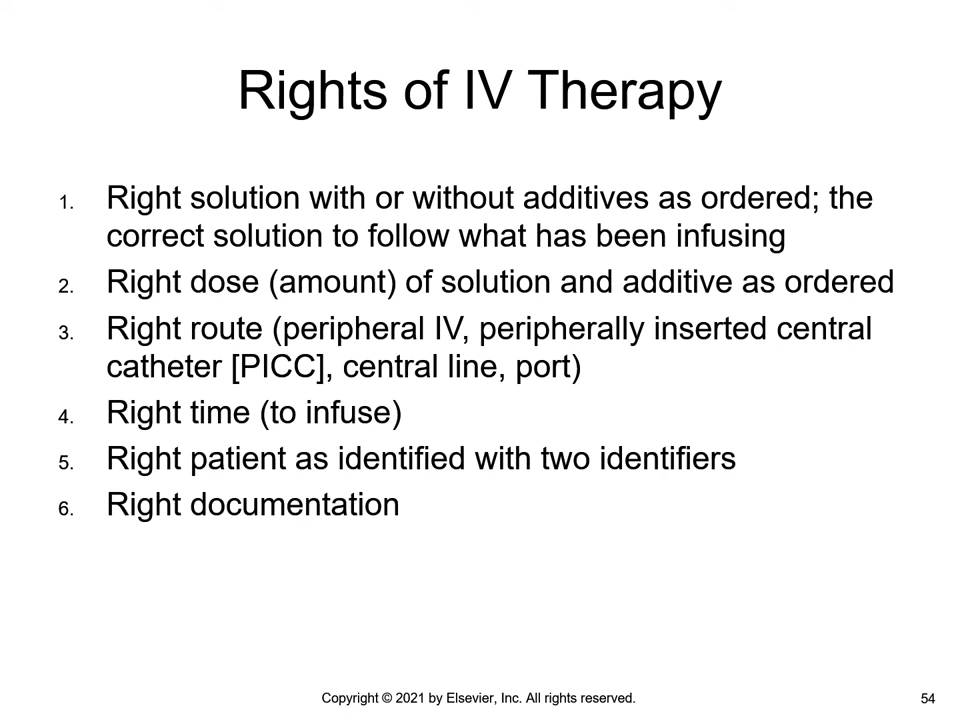 Rights of IV Therapy
1. Right solution with or without additives as ordered; the
correct solution to follow what has been infusing
2. Right dose (amount) of solution and additive as ordered
3. Right route (peripheral IV, peripherally inserted central
catheter [PICC], central line, port)
4. Right time (to infuse)
5. Right patient as identified with two identifiers
6. Right documentation
Copyright © 2021 by Elsevier, Inc. All rights reserved.
54